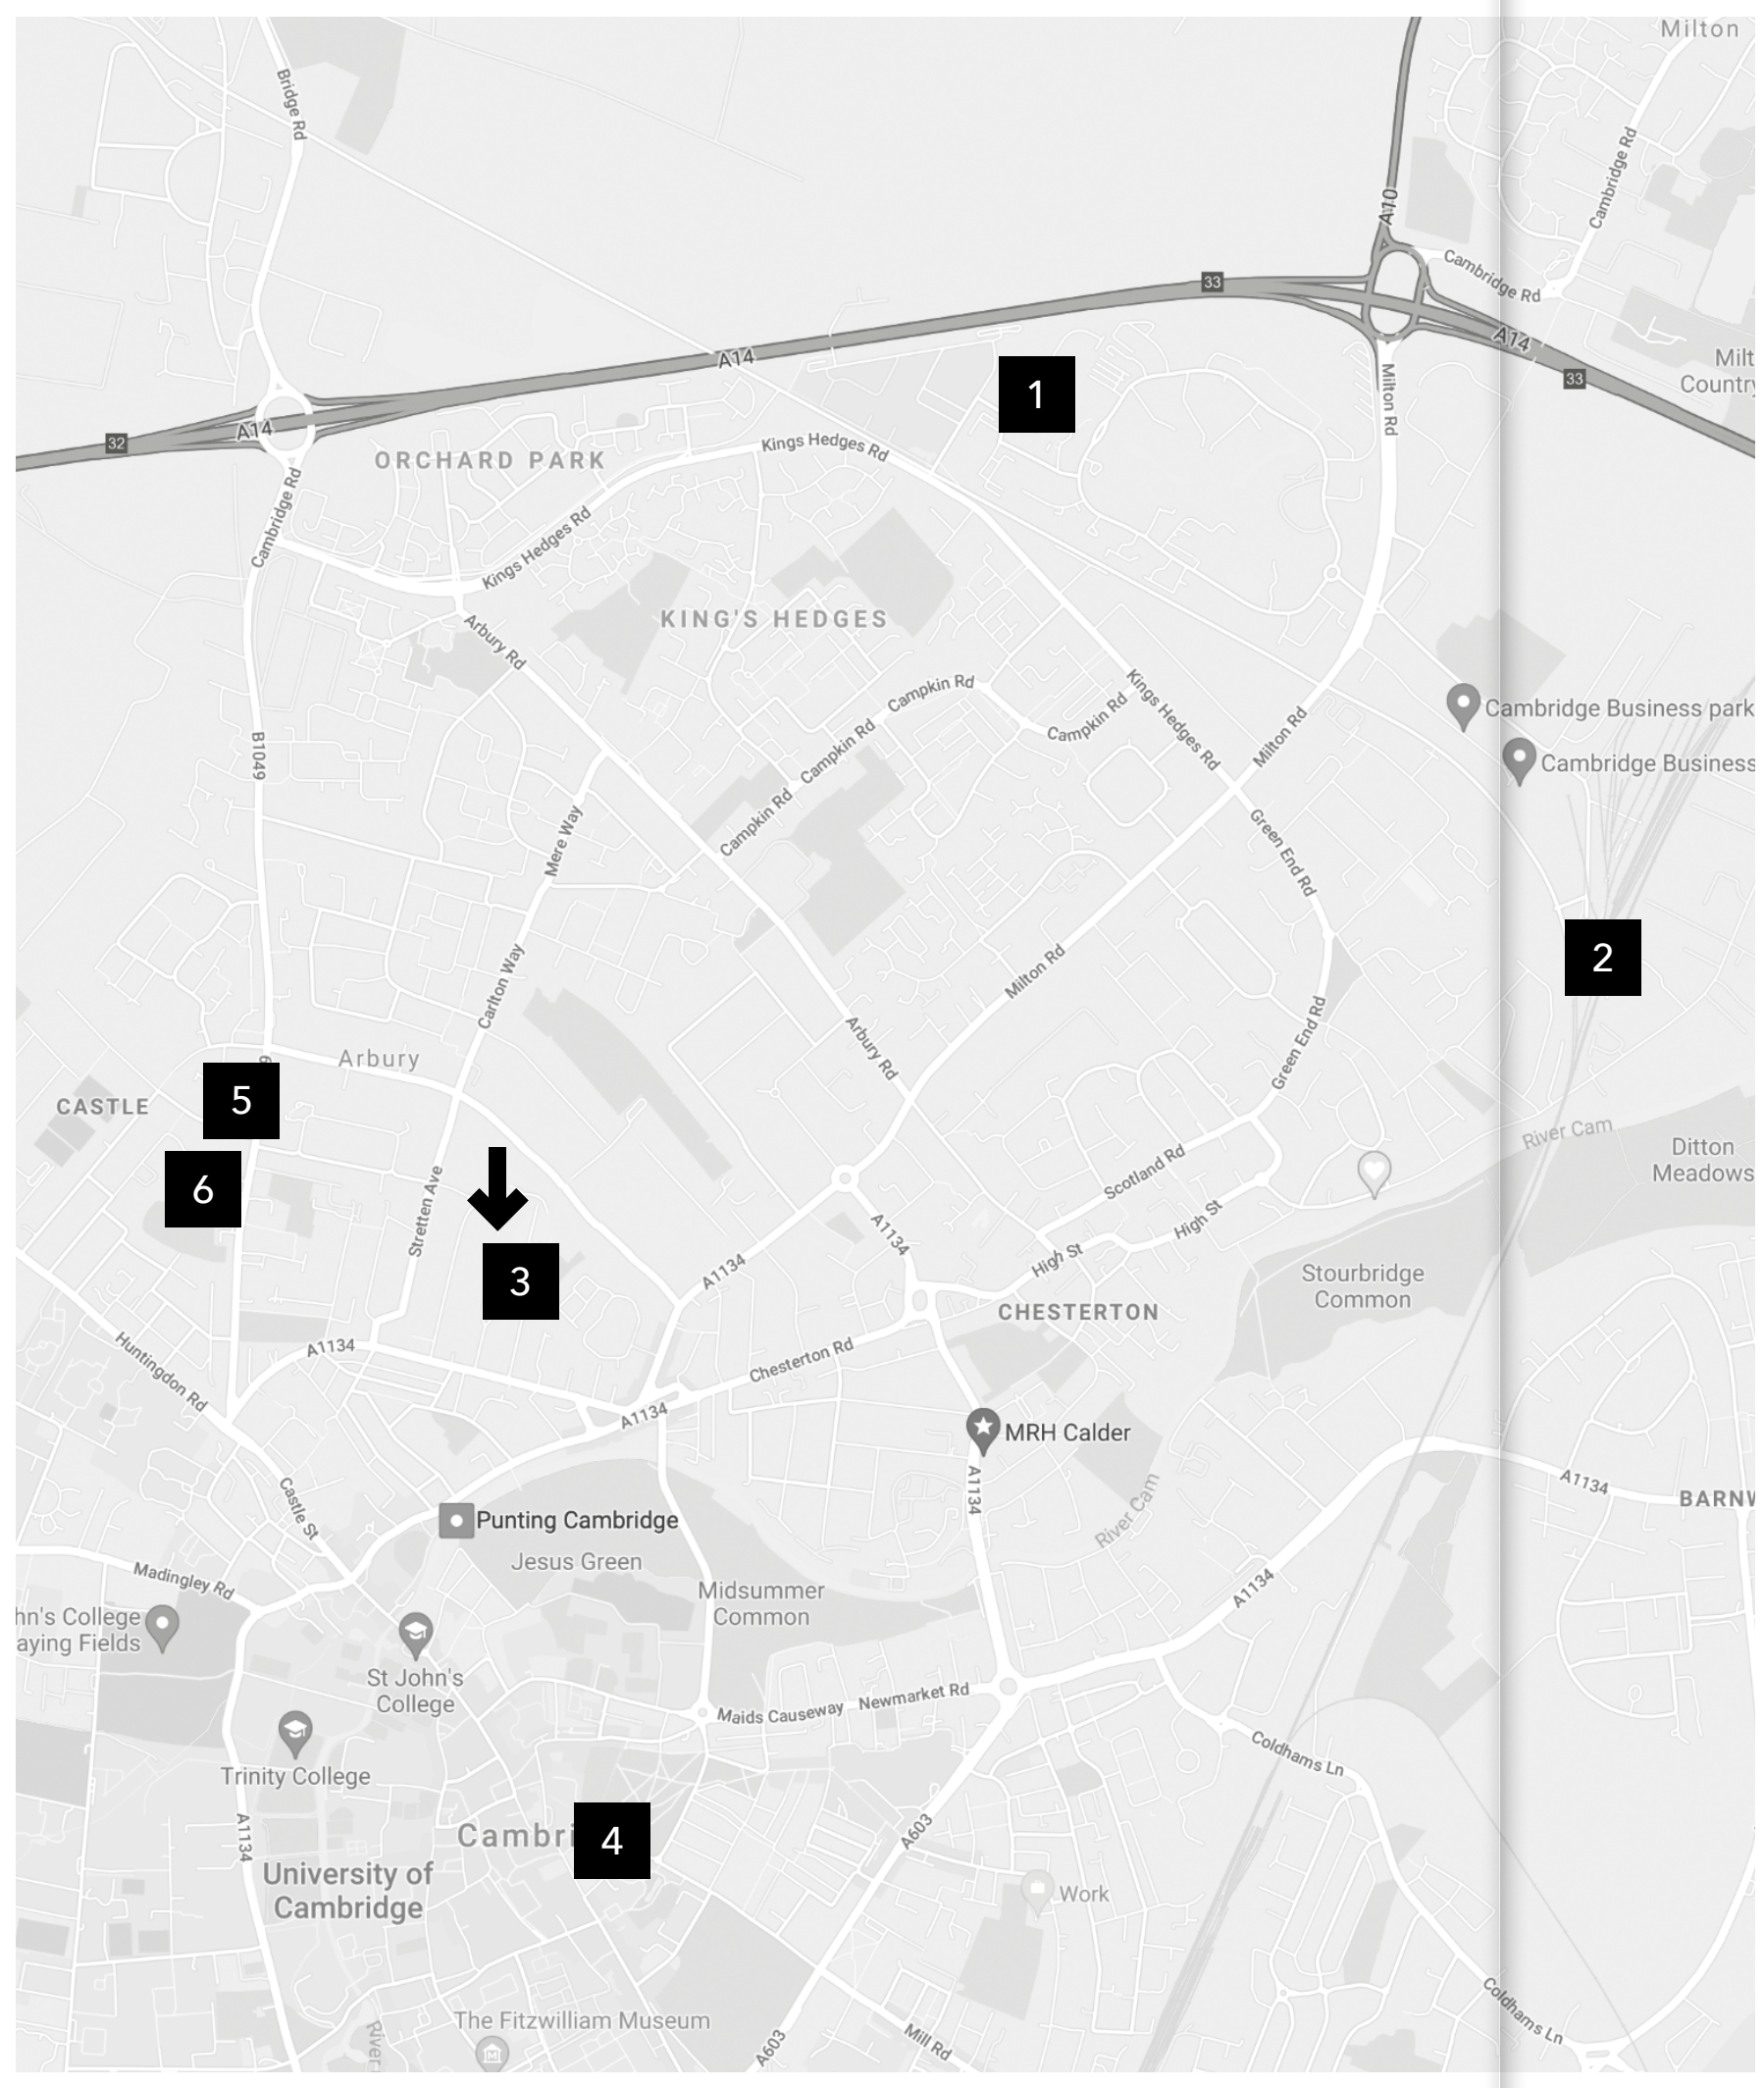 Milton
Bridge Rd
Cambridge Rd
A10
Cambridge Rd
33
A14
A14
33
Milt
Country
1
Milton Rd
32
A14
ORCHARD PARK
Kings Hedges Rd
Cambridge Rd
Kings Hedges Rd
KING'S HEDGES
Arbury Rd
Campkin Rd
Kings Hedges Rd
Campkin Rd
Campkin Rd
Milton Rd
Cambridge Business park
B1049
Cambridge Business
Campkin Rd
Mere Way
Green End Rd
2
Carlton Way
Milton Rd
Arbury Rd
Green End Rd
Arbury
CASTLE
5
River Cam
Ditton
Meadows
6
Scotland Rd
Stretten Ave
A1134
High St
3
A1134
High St
Stourbridge
Common
CHESTERTON
Huntingdon Rd
A1134
Chesterton Rd
A1134
MRH Calder
A1134
A1134
BARNW
Castle St
River Cam
Punting Cambridge
Jesus Green
Madingley Rd
Midsummer
Common
A1134
hn's College
aying Fields
St John's
College
Maids Causeway
Newmarket Rd
Coldhams Ln
Trinity College
A1134
Cambri
4
A603
University of
Cambridge
Work
The Fitzwilliam Museum
River
A603
Mill Rd
Coldhams Ln